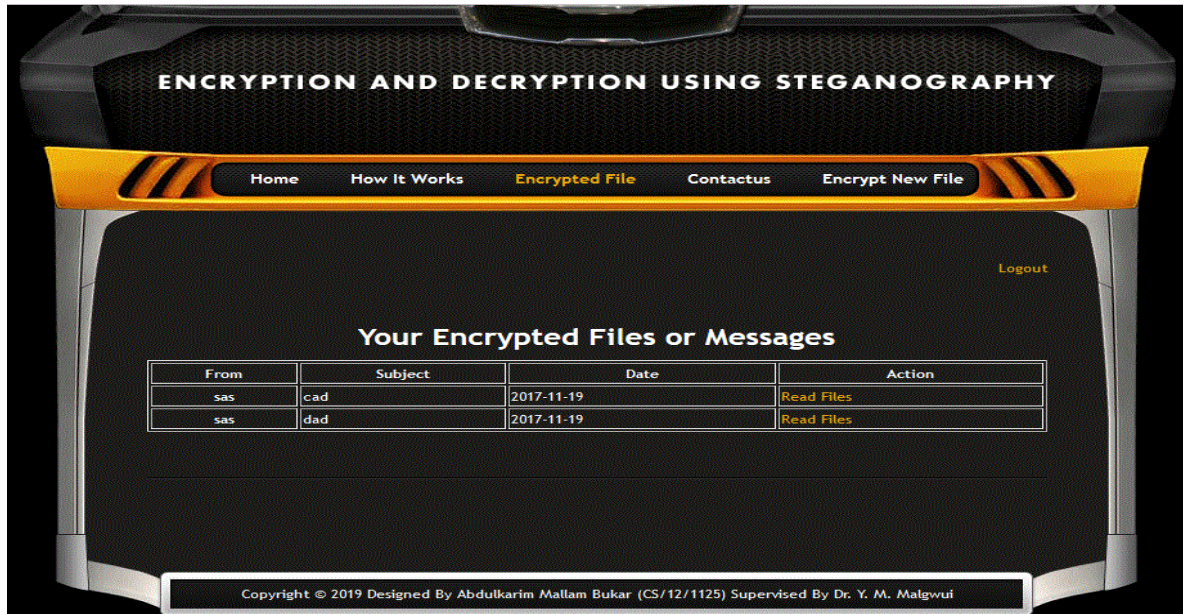 ENCRYPTION AND DECRYPTION USING STEGANOGRAPHY
Home How It Works Encrypted File Contactus Encrypt New File
Logout
Your Encrypted Files or Messages
From Subject Date Action
sas cad 2017-11-19 Read Files
sas dad 2017-11-19 Read Files
Copyright © 2019 Designed By Abdulkarim Mallam Bukar (CS/12/1125) Supervised By Dr. Y. M. Malgwui